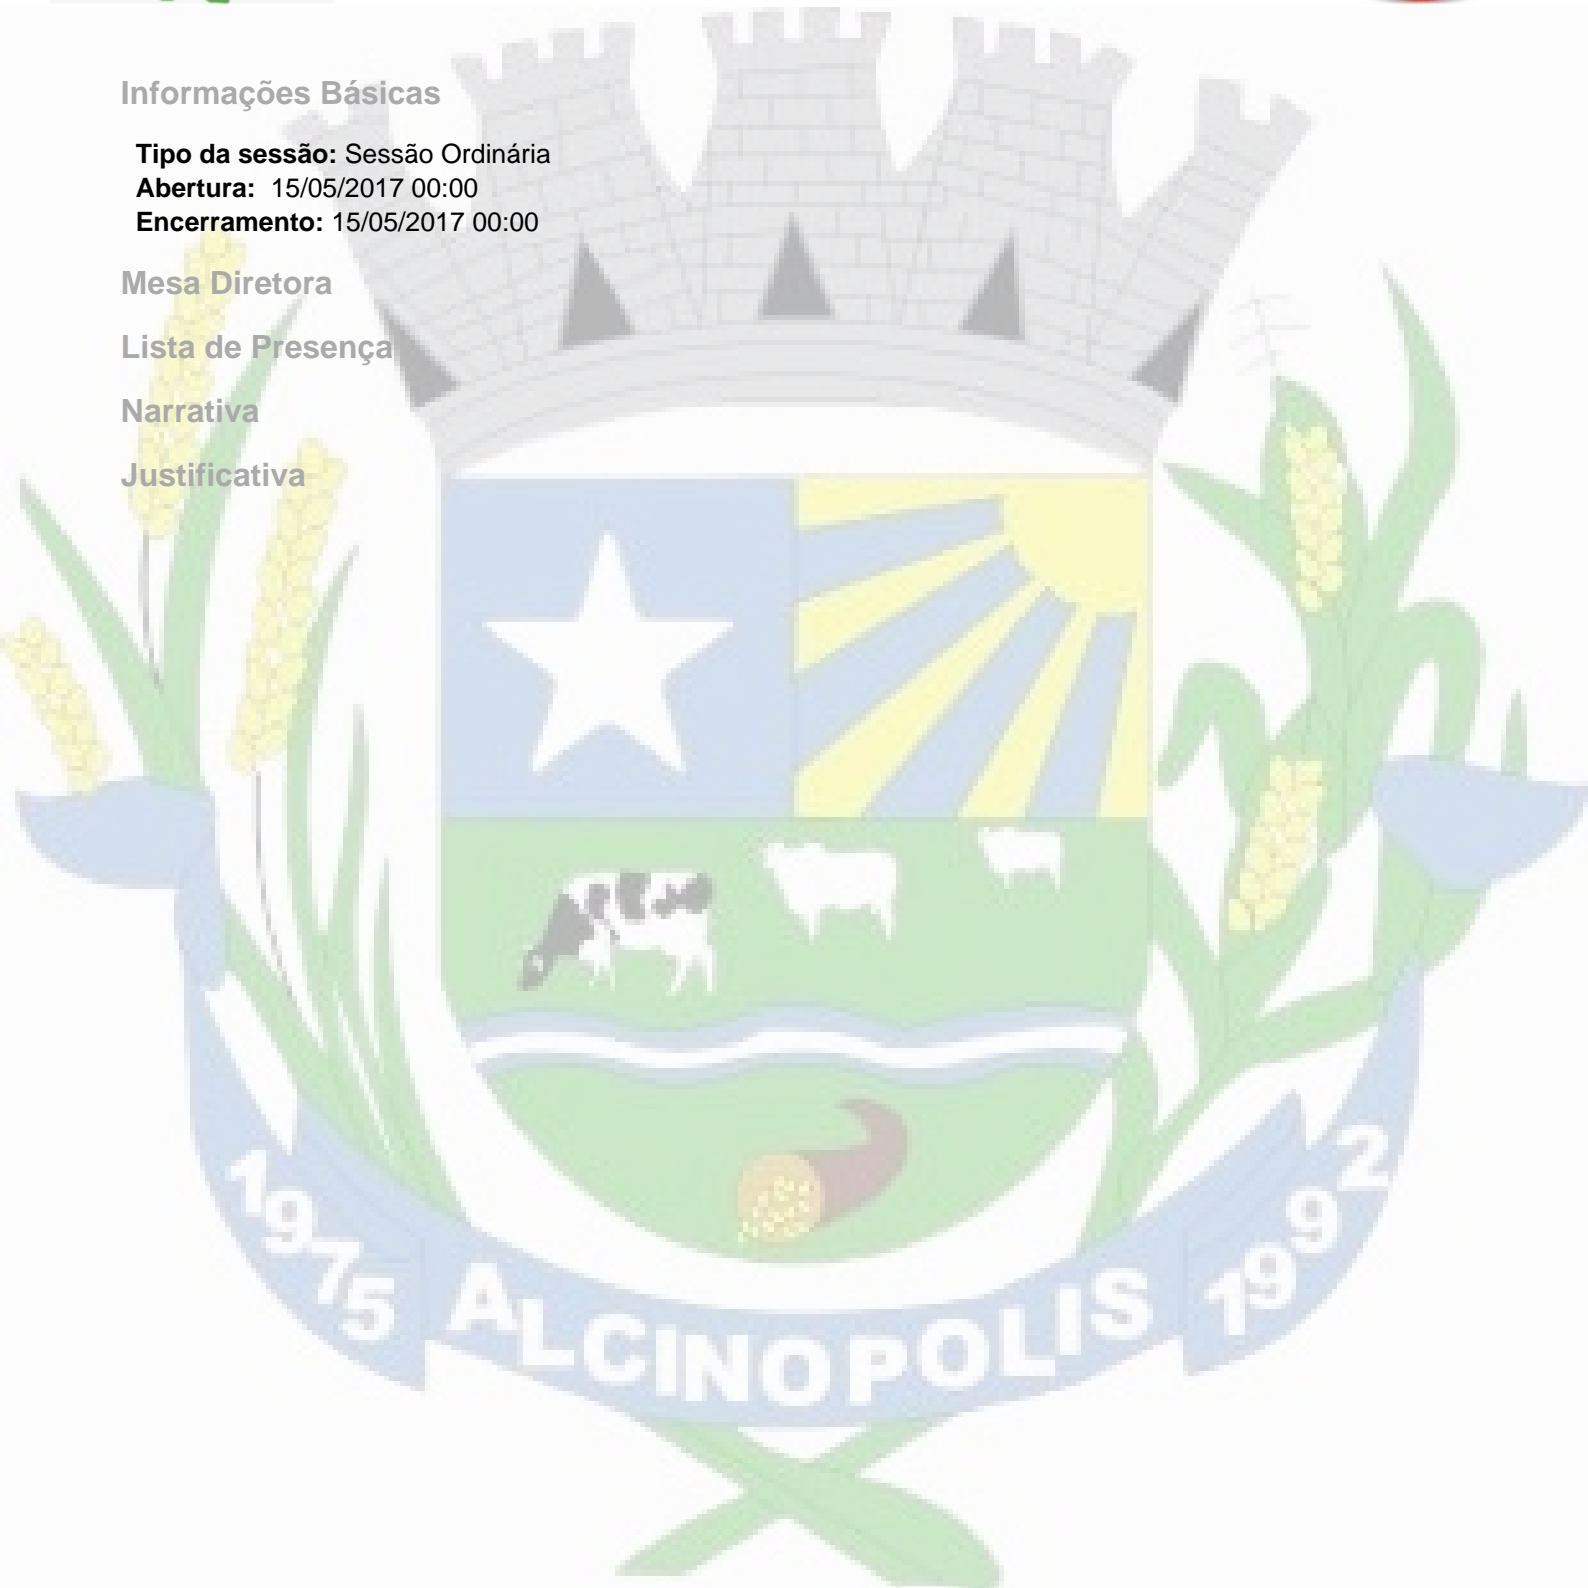 Informações Básicas
Tipo da sessão: Sessão Ordinária
Abertura: 15/05/2017 00:00
Encerramento: 15/05/2017 00:00
Mesa Diretora
Lista de Presença
Narrativa
Justificativa
1975 ALCINOPOLIS 1992